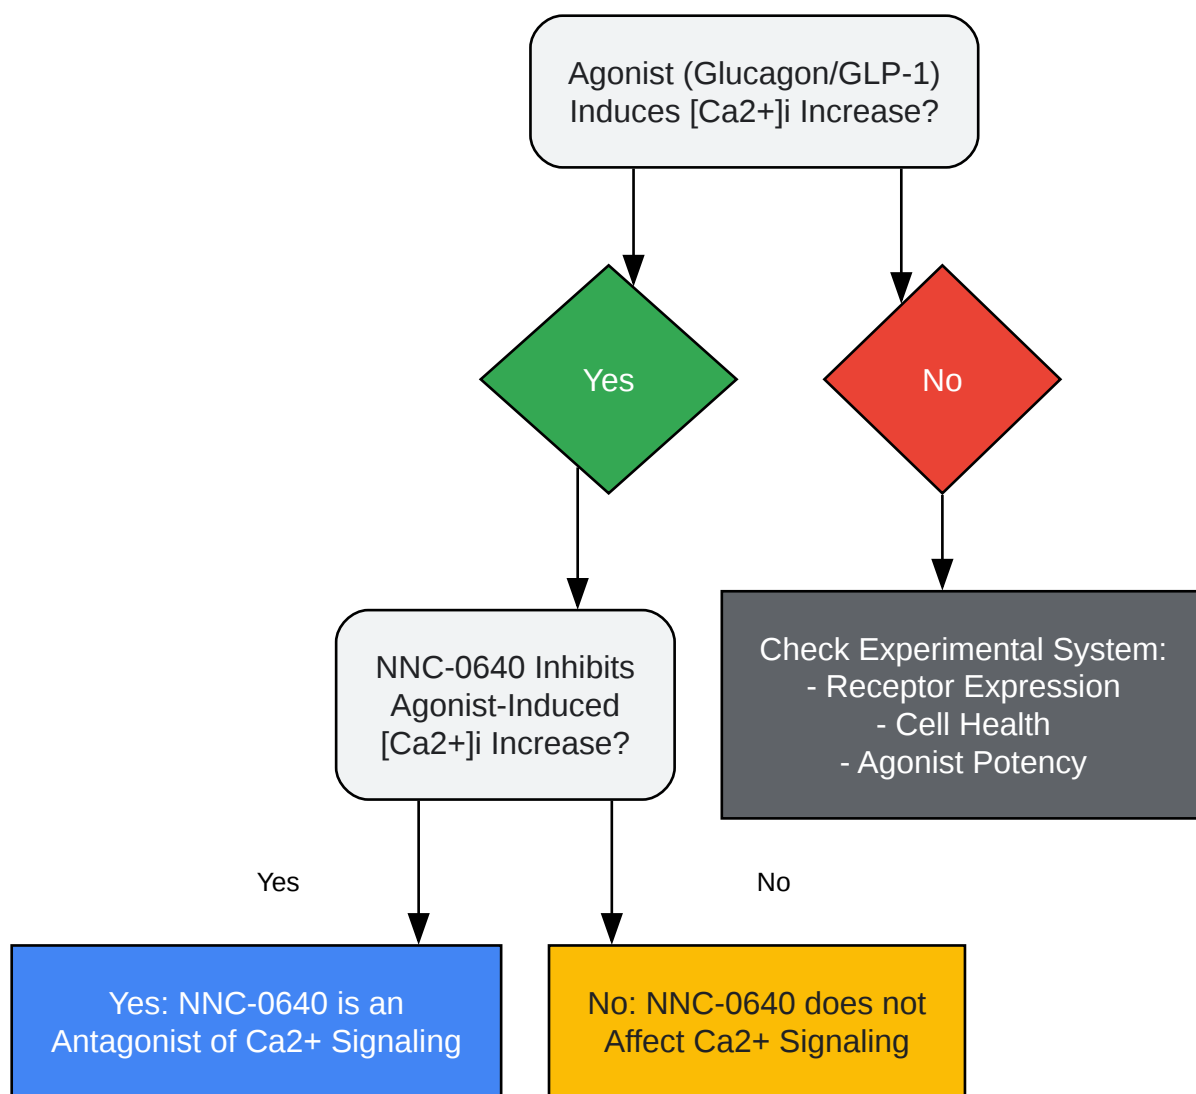 Agonist (Glucagon/GLP-1)
Induces [Ca2+]i Increase?
Yes
No
NNC-0640 Inhibits
Agonist-Induced
[Ca2+]i Increase?
Check Experimental System:
- Receptor Expression
- Cell Health
- Agonist Potency
Yes
No
Yes: NNC-0640 is an
Antagonist of Ca2+ Signaling
No: NNC-0640 does not
Affect Ca2+ Signaling